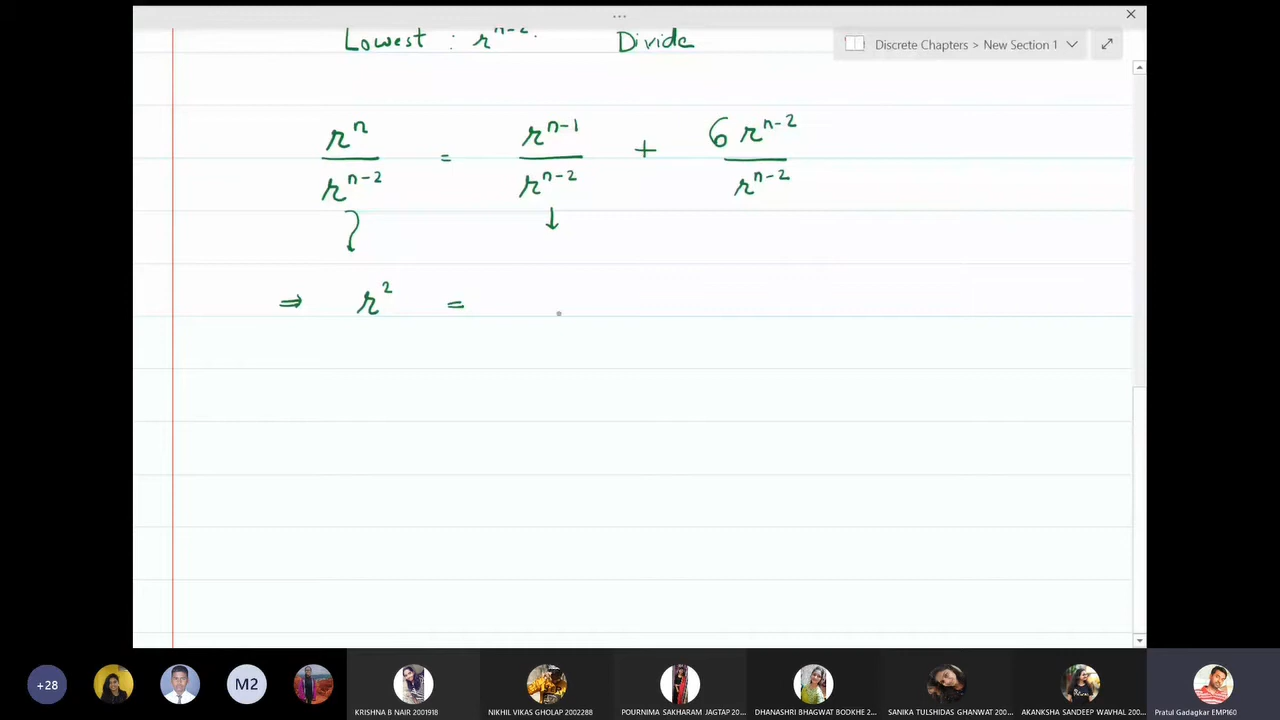 Lowest : r^{n-2}. Divide
Discrete Chapters > New Section 1
r^n / r^{n-2} = r^{n-1} / r^{n-2} + 6 r^{n-2} / r^{n-2}
⇒ r^2 =
+28
M2
KRISHNA B NAIR 2001918
NIKHIL VIKAS GHOLAP 2002288
POURNIMA SAKHARAM JAGTAP 20...
DHANASHRI BHAGWAT BODKHE 2...
SANIKA TULSHIDAS GHANWAT 200...
AKANKSHA SANDEEP WAVHAL 200...
Pratul Gadagkar EMP60